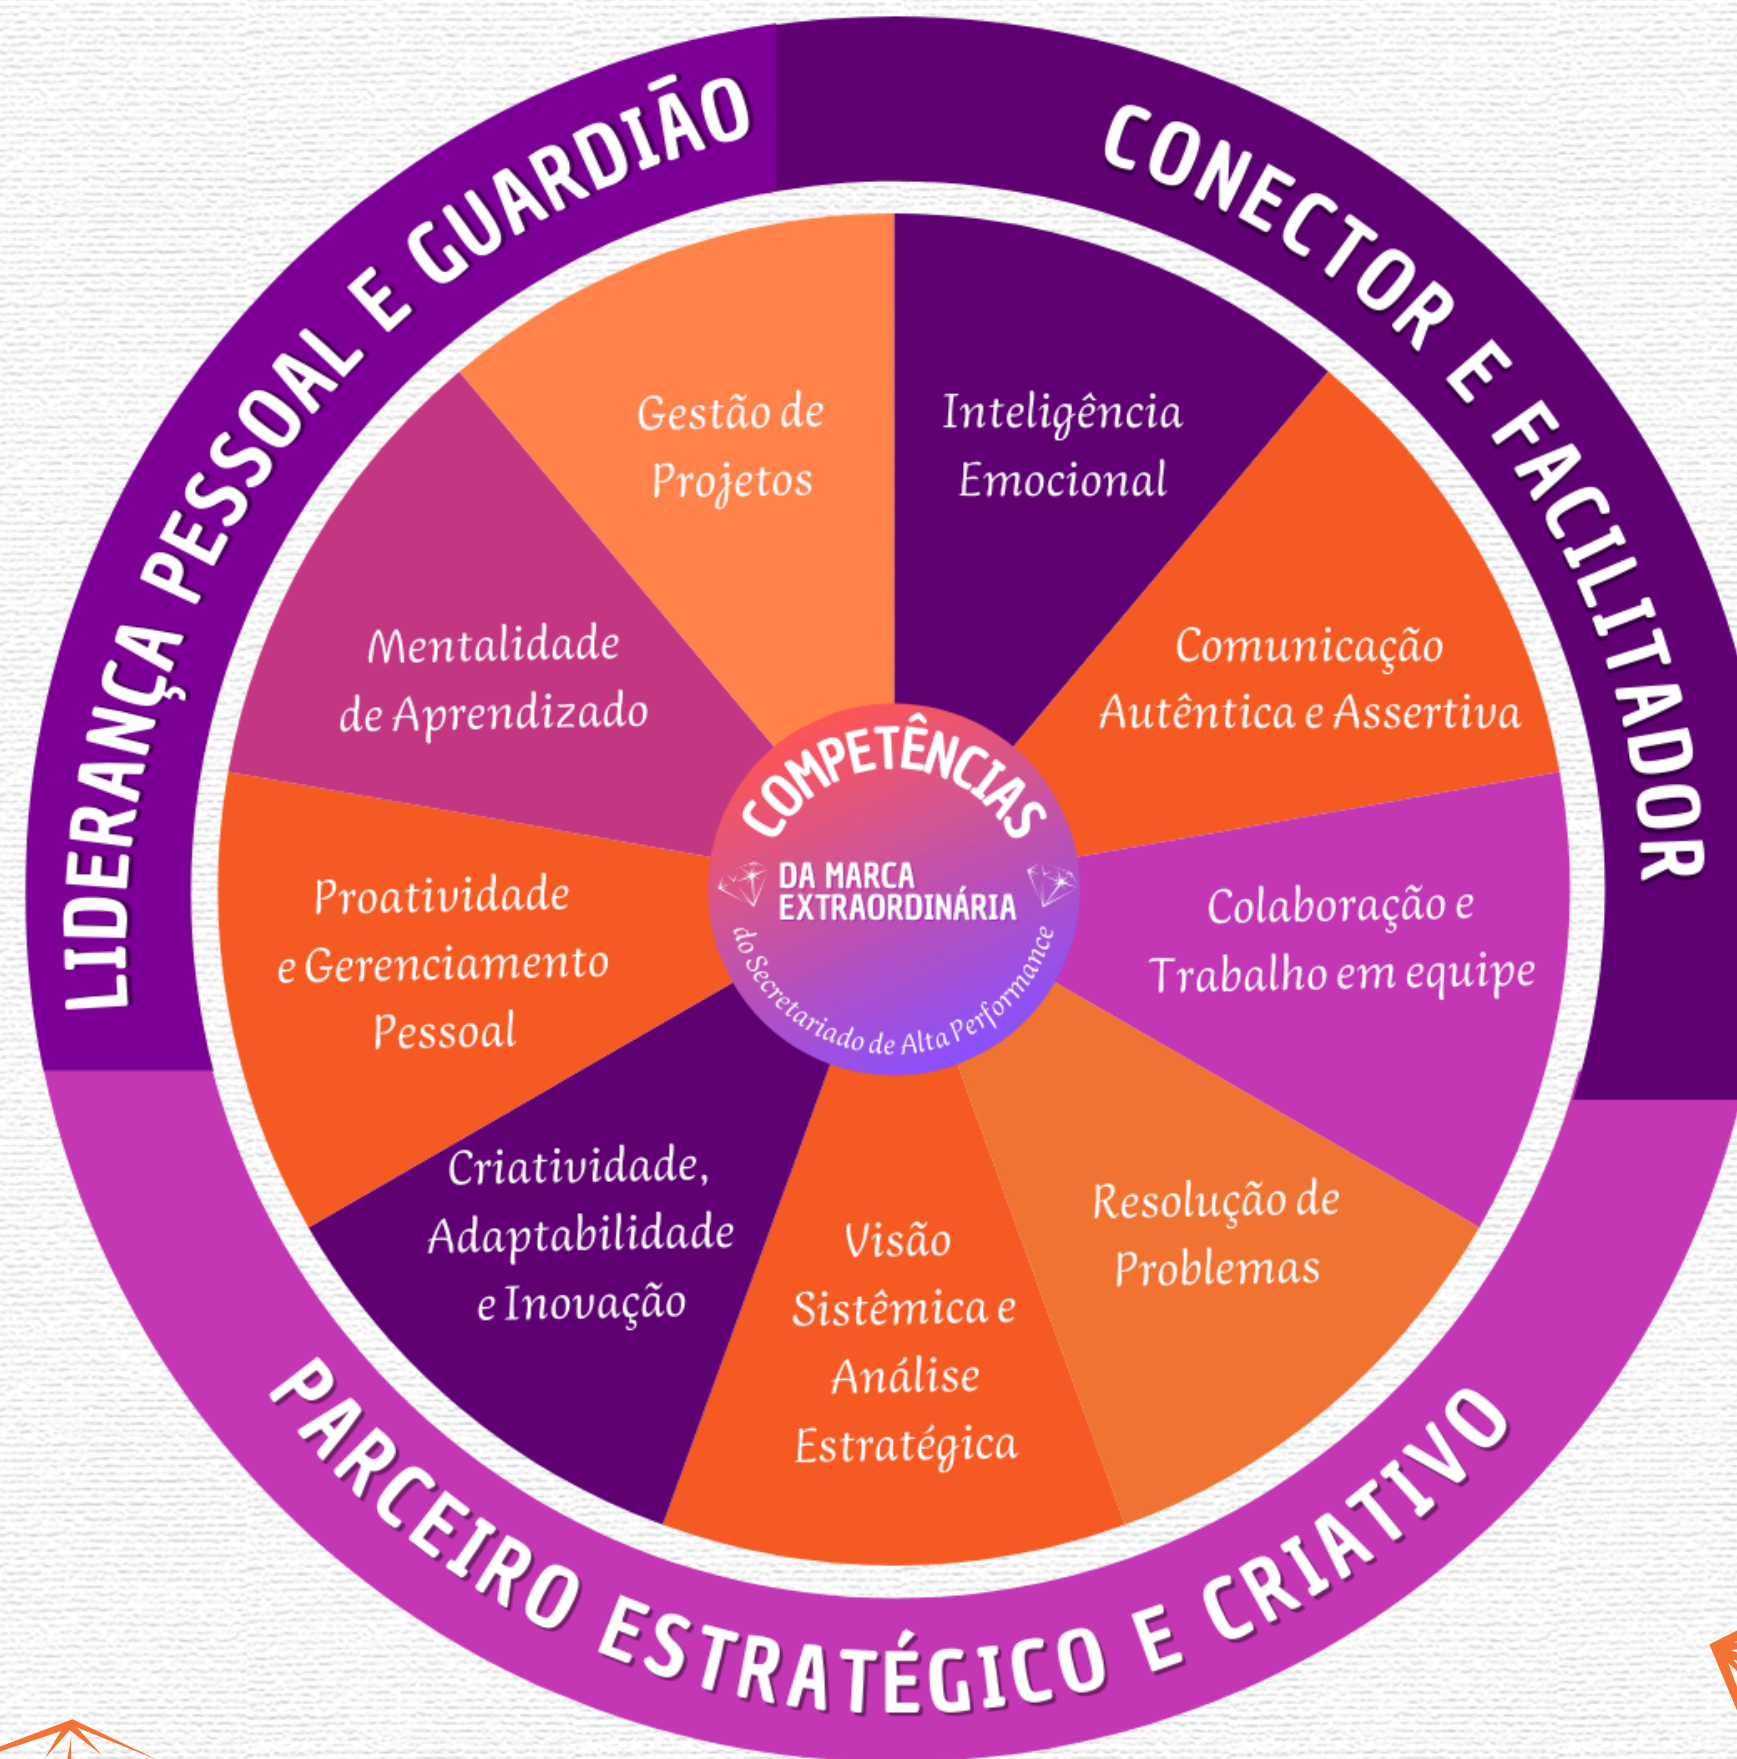 LIDERANÇA PESSOAL E GUARDIÃO
CONECTOR E FACILITADOR
Gestão de
Projetos
Inteligência
Emocional
Mentalidade
de Aprendizado
Comunicação
Autêntica e Assertiva
COMPETÊNCIAS
DA MARCA
EXTRAORDINÁRIA
do Secretariado de Alta Performance
Proatividade
e Gerenciamento
Pessoal
Colaboração e
Trabalho em equipe
Criatividade,
Adaptabilidade
e Inovação
Visão
Sistêmica e
Análise
Estratégica
Resolução de
Problemas
PARCEIRO ESTRATÉGICO E CRIATIVO